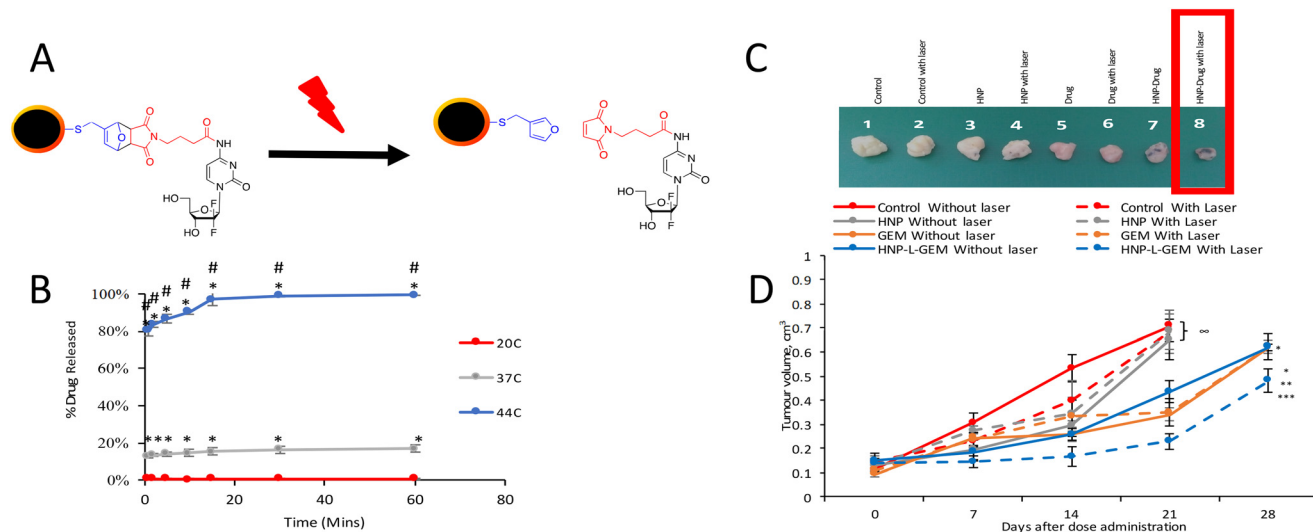 A
S
O
O
N
O
O
NH
N
N
O
HO
O
F
HO
F
S
O
O
N
O
O
NH
N
N
O
HO
O
F
HO
F
B
%Drug Released
100%
80%
60%
40%
20%
0%
# # # # # #
* * * * * * *
* * * * * * *
0 20 40 60 80
Time (Mins)
20C
37C
44C
C
Control
Control with laser
HNP
HNP with laser
Drug
Drug with laser
HNP-Drug
HNP-Drug with laser
1 2 3 4 5 6 7 8
Control Without laser
Control With Laser
HNP Without laser
HNP With Laser
GEM Without laser
GEM With Laser
HNP-L-GEM Without laser
HNP-L-GEM With Laser
D
Tumour volume, cm3
1
0.9
0.8
0.7
0.6
0.5
0.4
0.3
0.2
0.1
0
∞
*
*
**
***
0 7 14 21 28
Days after dose administration